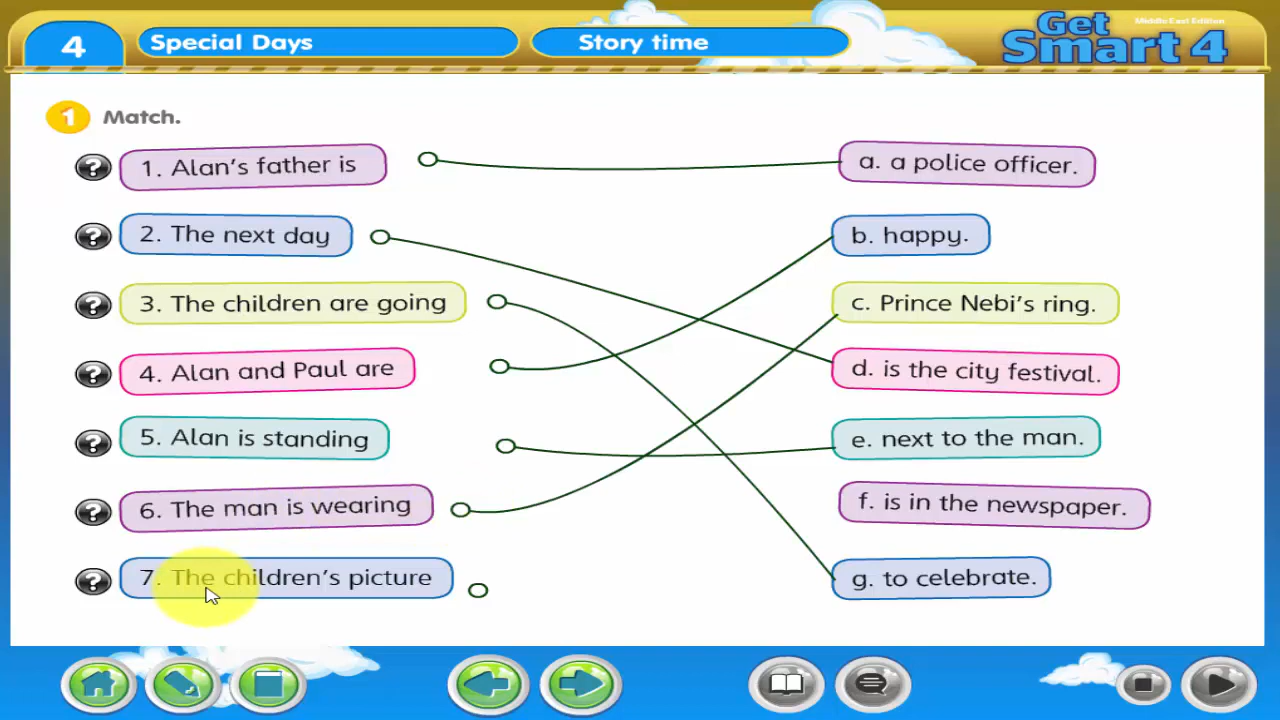 4
Special Days
Story time
Middle East Edition
Get
Smart 4
1 Match.
? 1. Alan's father is
a. a police officer.
? 2. The next day
b. happy.
? 3. The children are going
c. Prince Nebi's ring.
? 4. Alan and Paul are
d. is the city festival.
? 5. Alan is standing
e. next to the man.
? 6. The man is wearing
f. is in the newspaper.
? 7. The children's picture
g. to celebrate.